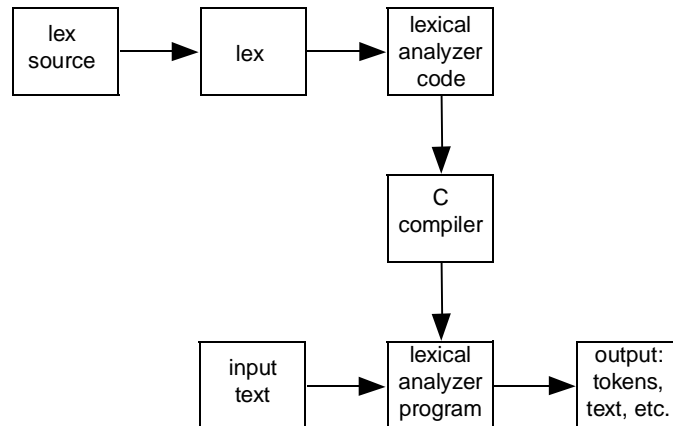 lex
source
lex
lexical
analyzer
code
C
compiler
input
text
lexical
analyzer
program
output:
tokens,
text, etc.